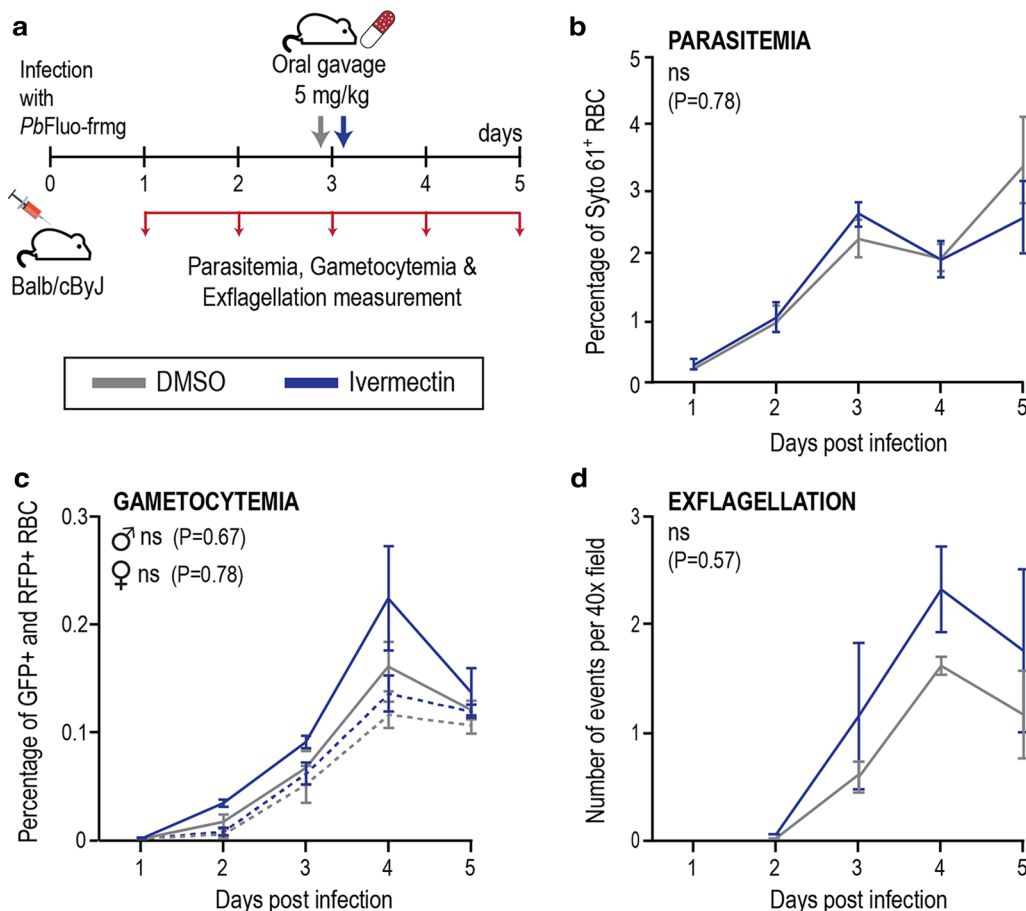 a
Infection
with
PbFluo-frmg
Oral gavage
5 mg/kg
days
0 1 2 3 4 5
Balb/cByJ
Parasitemia, Gametocytemia &
Exflagellation measurement
DMSO Ivermectin
b
PARASITEMIA
ns
(P=0.78)
Percentage of Syto 61⁺ RBC
5
4
3
2
1
0
1 2 3 4 5
Days post infection
c
GAMETOCYTEMIA
♂ ns (P=0.67)
♀ ns (P=0.78)
Percentage of GFP+ and RFP+ RBC
0.3
0.2
0.1
0
1 2 3 4 5
Days post infection
d
EXFLAGELLATION
ns
(P=0.57)
Number of events per 40x field
3
2
1
0
1 2 3 4 5
Days post infection